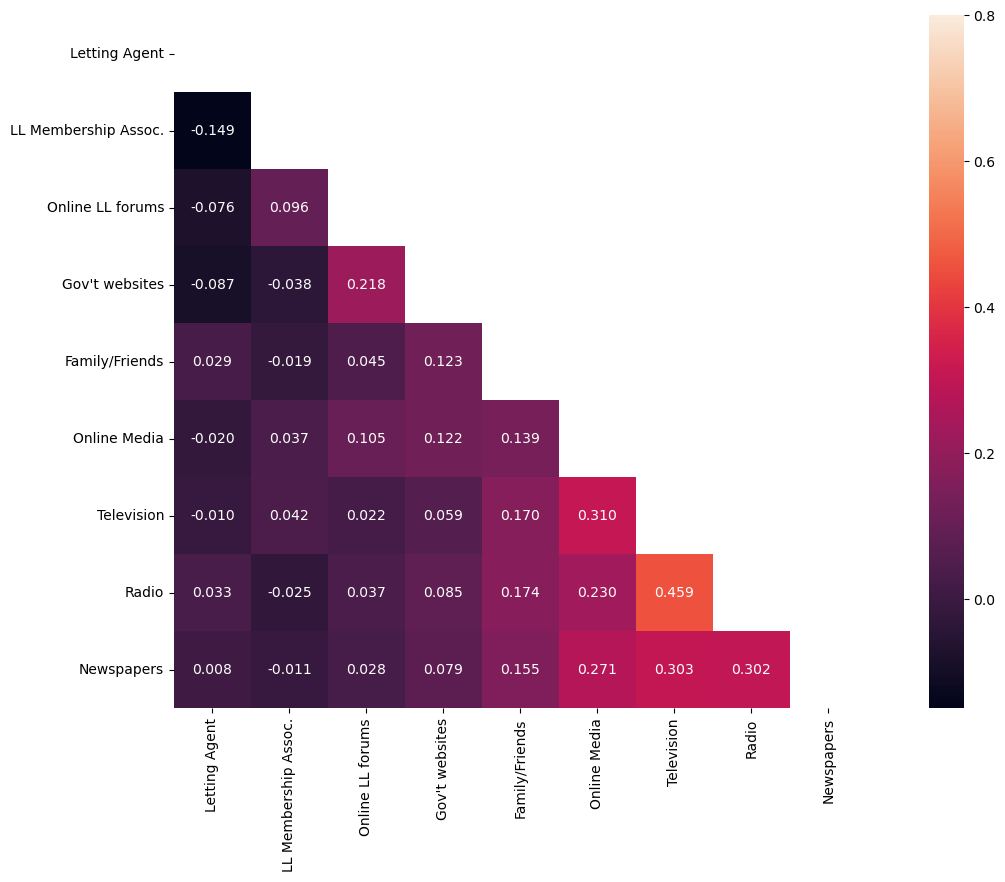 0.8
Letting Agent
LL Membership Assoc. -0.149
0.6
Online LL forums -0.076 0.096
Gov't websites -0.087 -0.038 0.218
0.4
Family/Friends 0.029 -0.019 0.045 0.123
Online Media -0.020 0.037 0.105 0.122 0.139
0.2
Television -0.010 0.042 0.022 0.059 0.170 0.310
Radio 0.033 -0.025 0.037 0.085 0.174 0.230 0.459
0.0
Newspapers 0.008 -0.011 0.028 0.079 0.155 0.271 0.303 0.302
Letting Agent
LL Membership Assoc.
Online LL forums
Gov't websites
Family/Friends
Online Media
Television
Radio
Newspapers